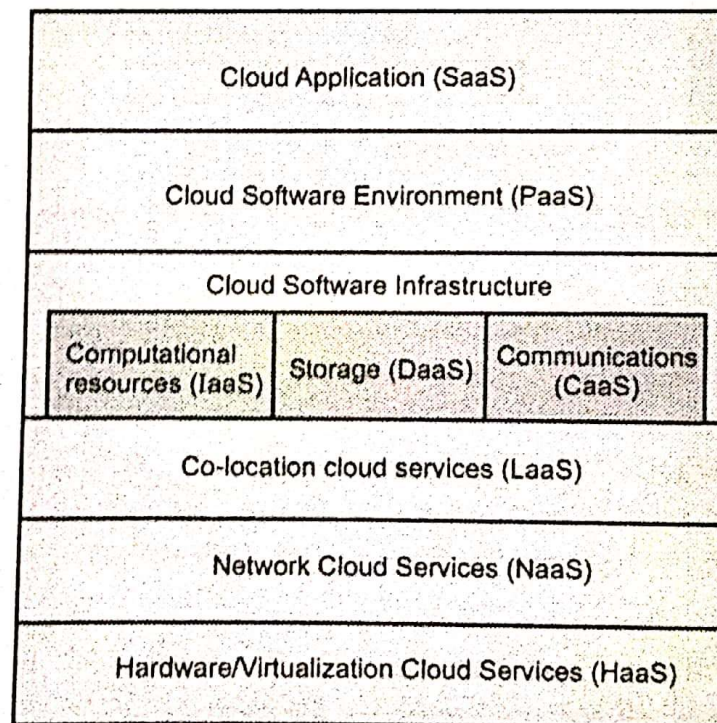 Cloud Application (SaaS)
Cloud Software Environment (PaaS)
Cloud Software Infrastructure
Computational
resources (IaaS)
Storage (DaaS)
Communications
(CaaS)
Co-location cloud services (LaaS)
Network Cloud Services (NaaS)
Hardware/Virtualization Cloud Services (HaaS)